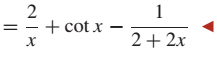 = 2/x + cot x − 1/(2 + 2x) ◄